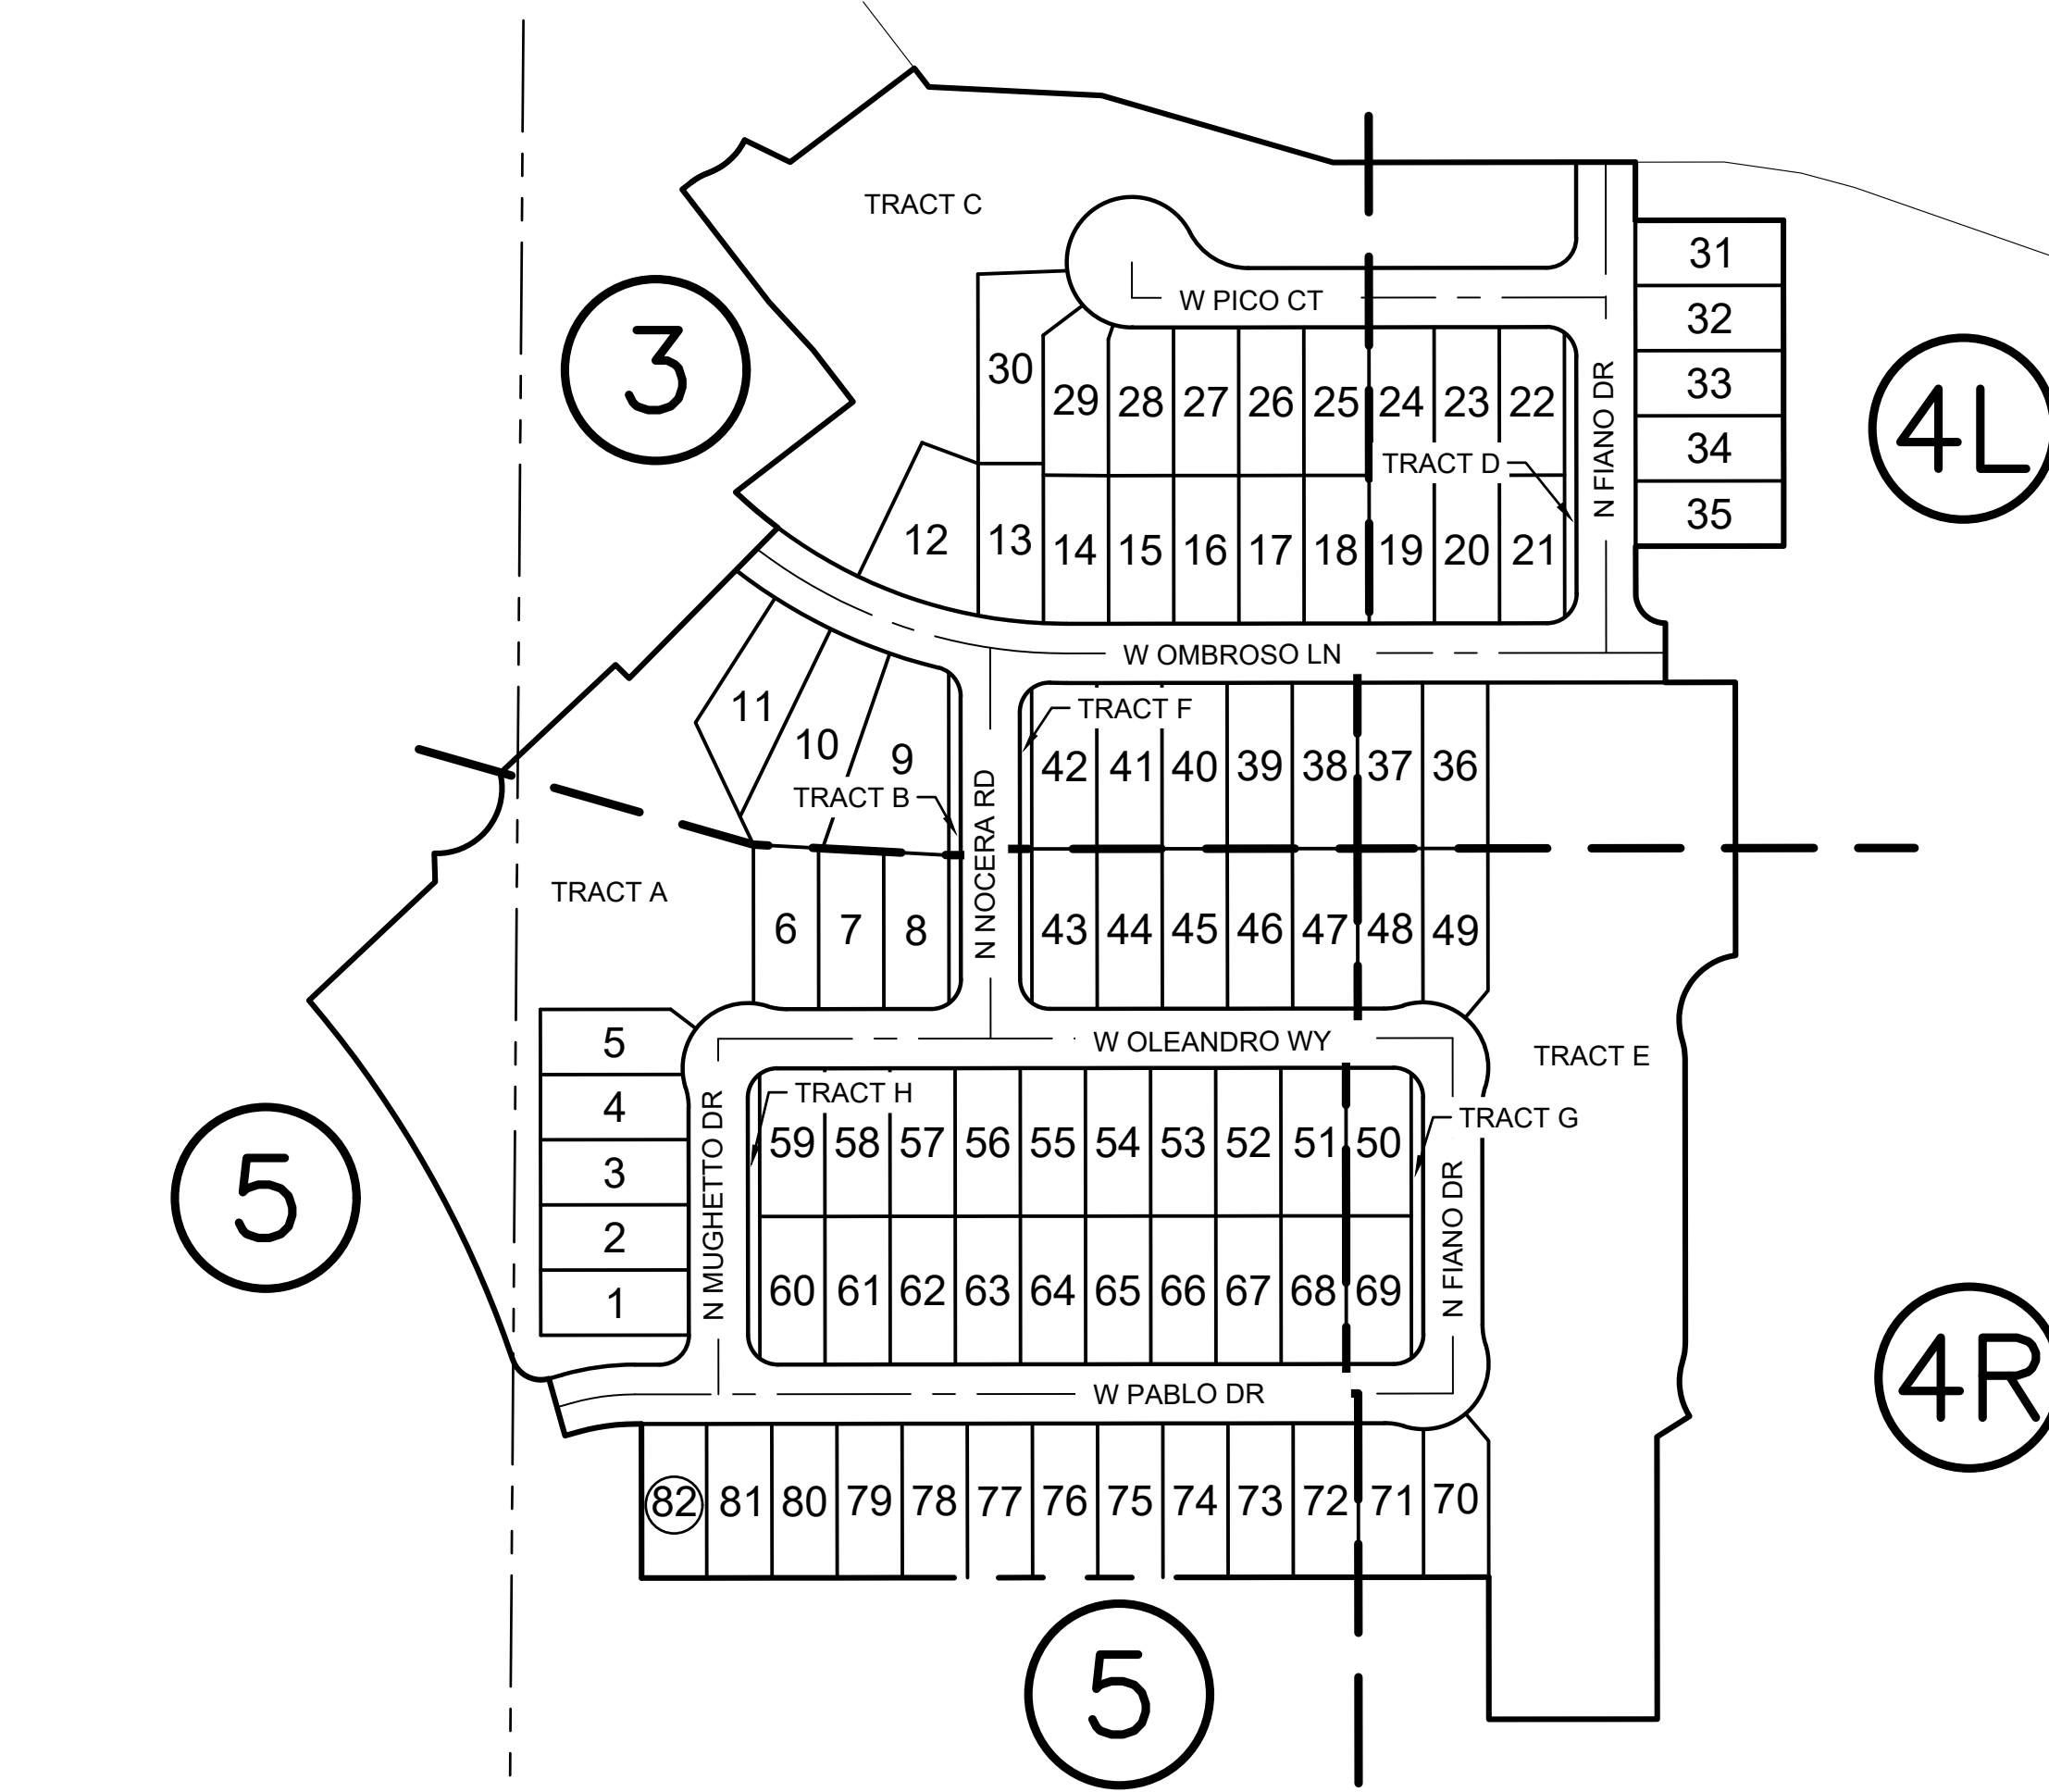 TRACT C
31
W PICO CT
32
3
30
33
4L
29 28 27 26 25 24 23 22
N FIANO DR
34
TRACT D
35
12 13 14 15 16 17 18 19 20 21
W OMBROSO LN
11
TRACT F
10
9
42 41 40 39 38 37 36
TRACT B
N NOCERA RD
TRACT A
6 7 8
43 44 45 46 47 48 49
5
W OLEANDRO WY
TRACT E
4
TRACT H
TRACT G
59 58 57 56 55 54 53 52 51 50
3
5
N MUGHETTO DR
N FIANO DR
2
1
60 61 62 63 64 65 66 67 68 69
4R
W PABLO DR
82 81 80 79 78 77 76 75 74 73 72 71 70
5